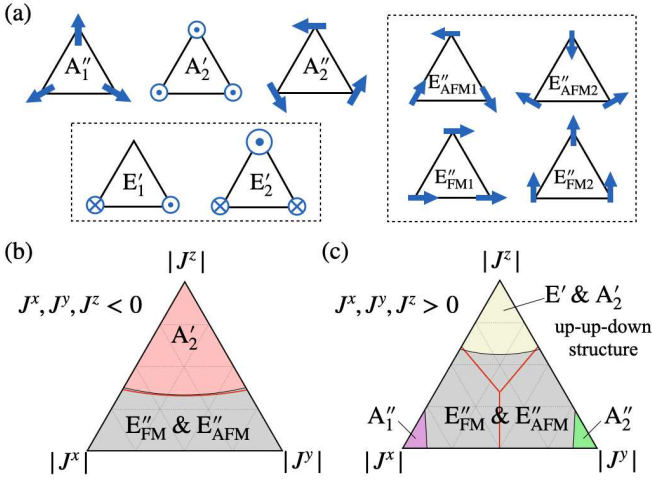 (a)
A″₁
A′₂
A″₂
E″AFM1
E″AFM2
E′₁
E′₂
E″FM1
E″FM2
(b)
(c)
|Jᶻ|
|Jᶻ|
Jˣ, Jʸ, Jᶻ < 0
Jˣ, Jʸ, Jᶻ > 0
E′ & A′₂
up-up-down
structure
A′₂
E″FM & E″AFM
A″₁
E″FM & E″AFM
A″₂
|Jˣ|
|Jʸ|
|Jˣ|
|Jʸ|